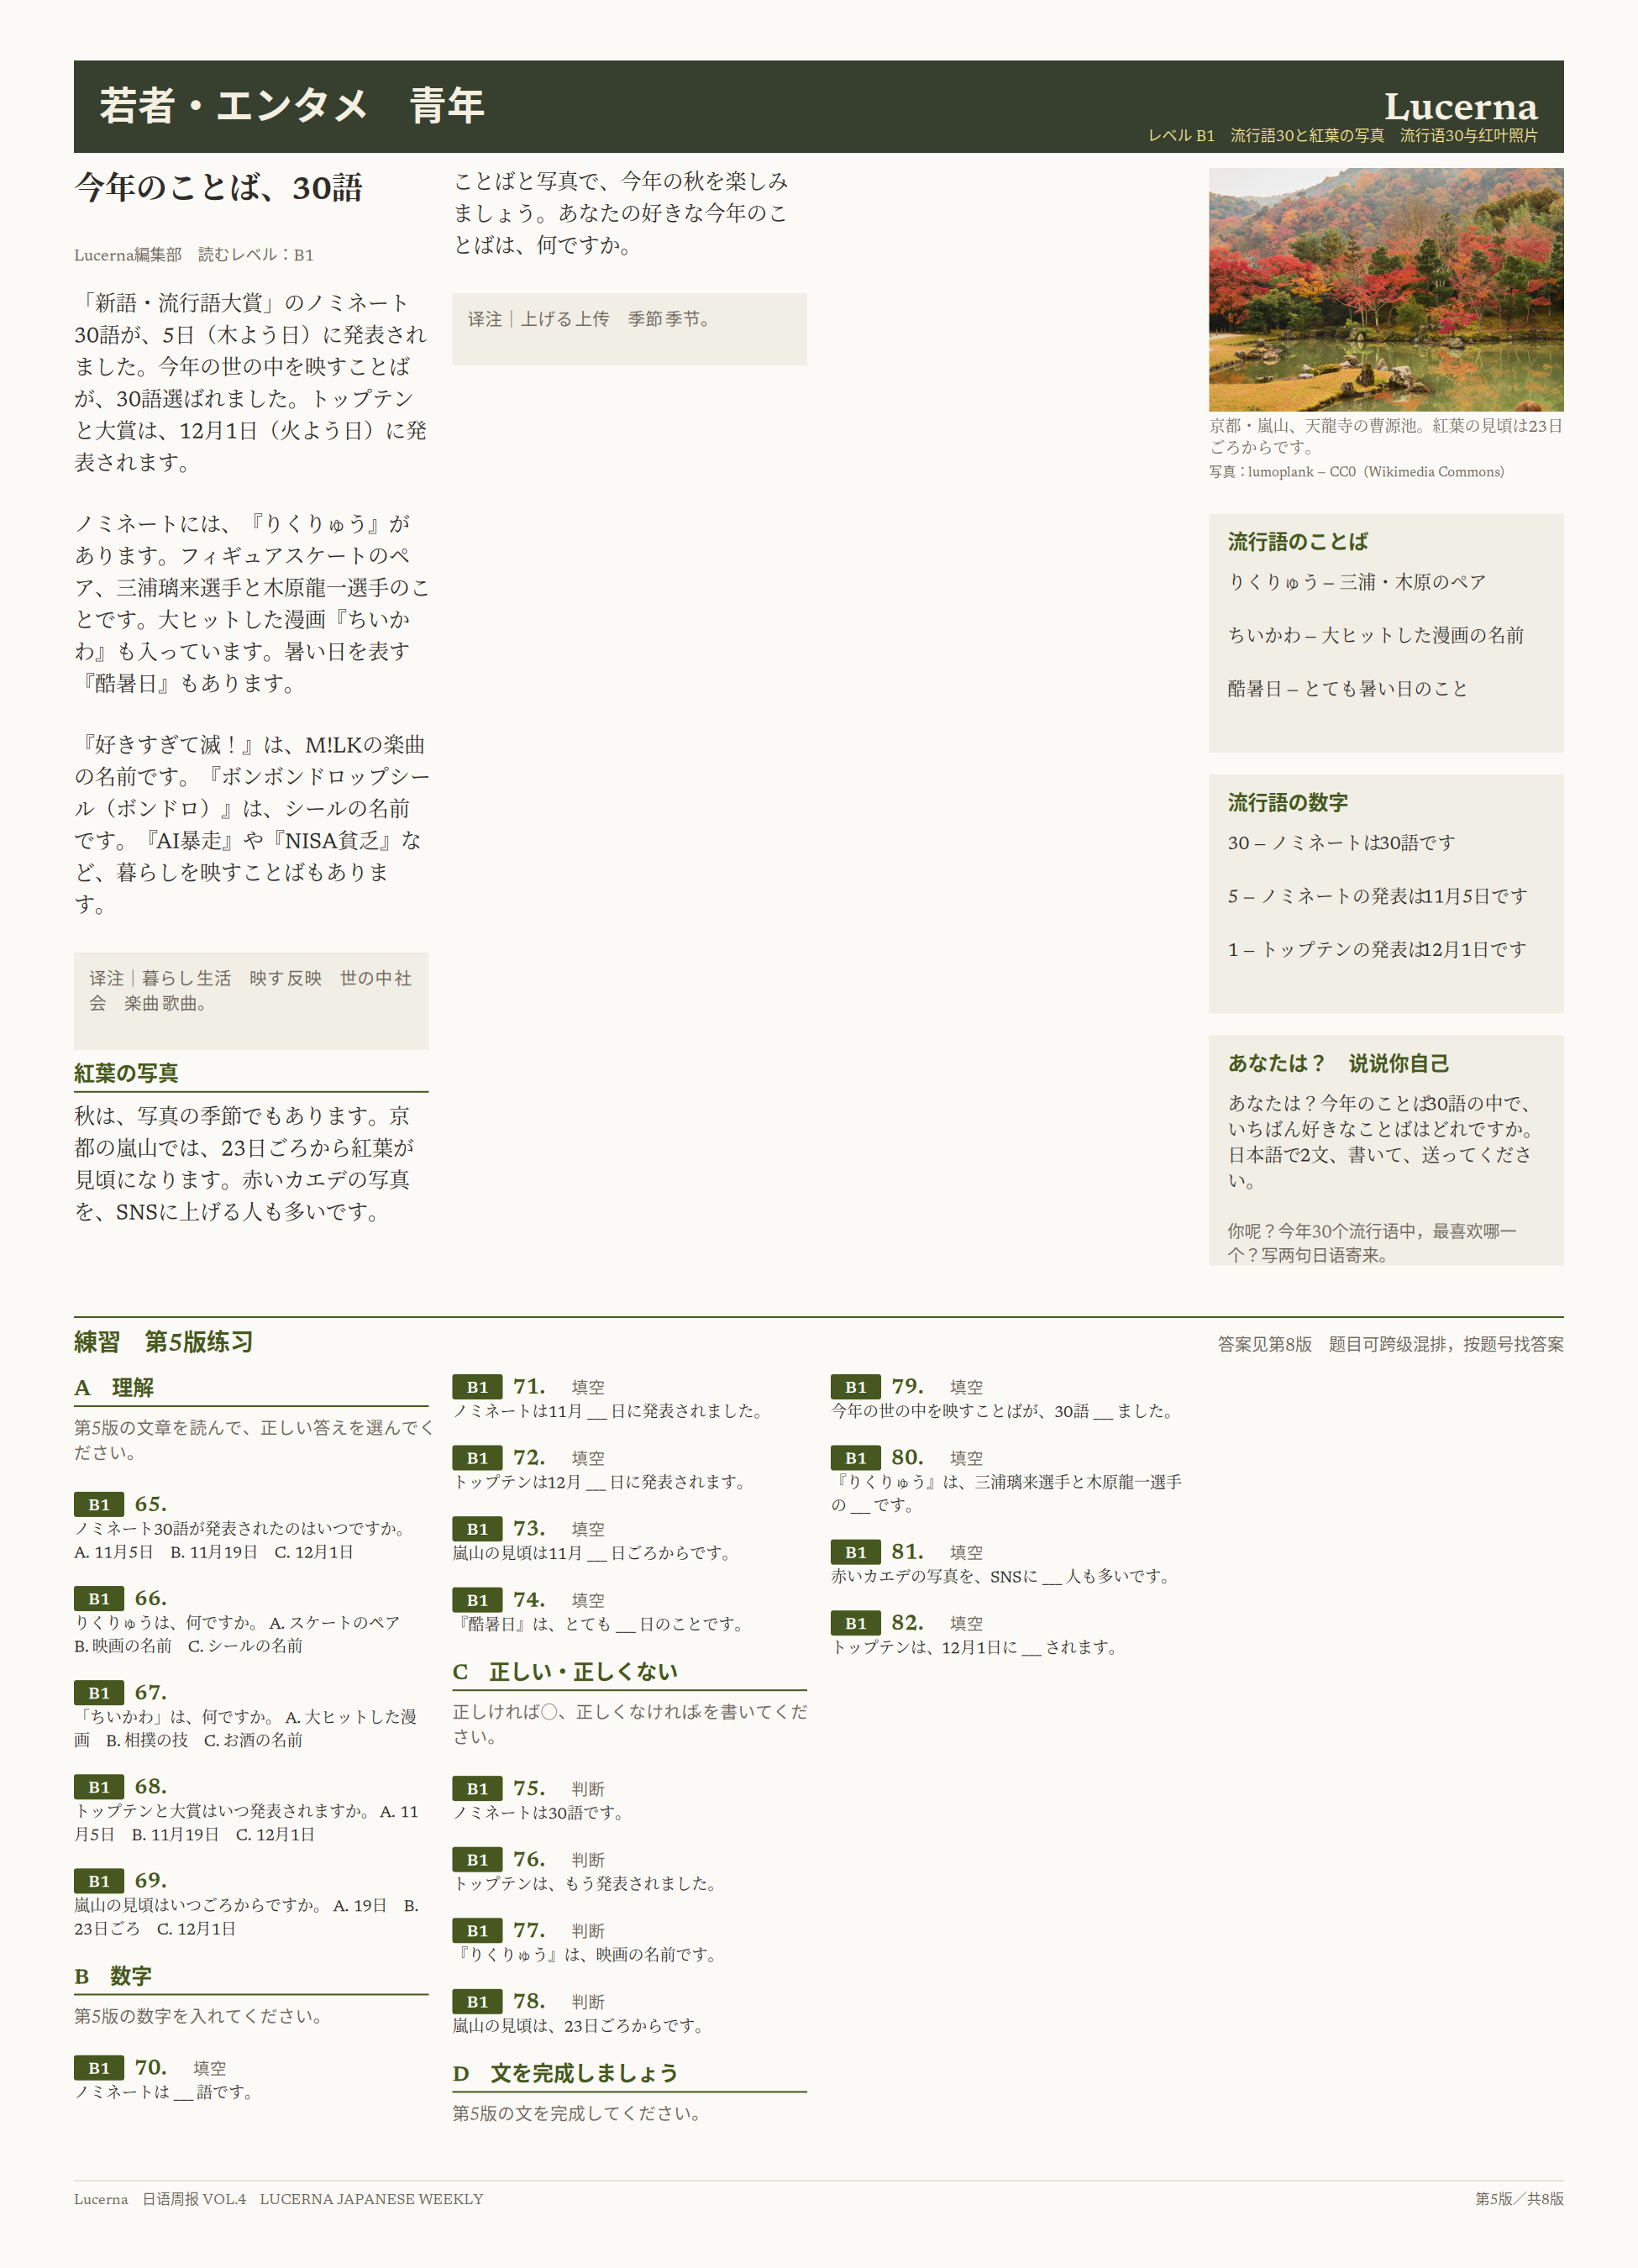 若者・エンタメ　青年
Lucerna
レベル B1　流行語30と紅葉の写真　流行语30与红叶照片
今年のことば、30語
Lucerna編集部　読むレベル：B1
「新語・流行語大賞」のノミネート
30語が、5日（木よう日）に発表され
ました。今年の世の中を映すことば
が、30語選ばれました。トップテン
と大賞は、12月1日（火よう日）に発
表されます。
ノミネートには、『りくりゅう』が
あります。フィギュアスケートのペ
ア、三浦璃来選手と木原龍一選手のこ
とです。大ヒットした漫画『ちいか
わ』も入っています。暑い日を表す
『酷暑日』もあります。
『好きすぎて滅！』は、M!LKの楽曲
の名前です。『ボンボンドロップシー
ル（ボンドロ）』は、シールの名前
です。『AI暴走』や『NISA貧乏』な
ど、暮らしを映すことばもありま
す。
译注｜暮らし 生活　映す 反映　世の中 社
会　楽曲 歌曲。
紅葉の写真
秋は、写真の季節でもあります。京
都の嵐山では、23日ごろから紅葉が
見頃になります。赤いカエデの写真
を、SNSに上げる人も多いです。
ことばと写真で、今年の秋を楽しみ
ましょう。あなたの好きな今年のこ
とばは、何ですか。
译注｜上げる 上传　季節 季节。
京都・嵐山、天龍寺の曹源池。紅葉の見頃は23日
ごろからです。
写真：lumoplank – CC0（Wikimedia Commons）
流行語のことば
りくりゅう – 三浦・木原のペア
ちいかわ – 大ヒットした漫画の名前
酷暑日 – とても暑い日のこと
流行語の数字
30 – ノミネートは30語です
5 – ノミネートの発表は11月5日です
1 – トップテンの発表は12月1日です
あなたは？　说说你自己
あなたは？今年のことば30語の中で、
いちばん好きなことばはどれですか。
日本語で2文、書いて、送ってくださ
い。
你呢？今年30个流行语中，最喜欢哪一
个？写两句日语寄来。
練習　第5版练习
答案见第8版　题目可跨级混排，按题号找答案
A　理解
第5版の文章を読んで、正しい答えを選んでく
ださい。
B1 65.
ノミネート30語が発表されたのはいつですか。
A. 11月5日　B. 11月19日　C. 12月1日
B1 66.
りくりゅうは、何ですか。 A. スケートのペア
B. 映画の名前　C. シールの名前
B1 67.
「ちいかわ」は、何ですか。 A. 大ヒットした漫
画　B. 相撲の技　C. お酒の名前
B1 68.
トップテンと大賞はいつ発表されますか。 A. 11
月5日　B. 11月19日　C. 12月1日
B1 69.
嵐山の見頃はいつごろからですか。 A. 19日　B.
23日ごろ　C. 12月1日
B　数字
第5版の数字を入れてください。
B1 70.　填空
ノミネートは ___ 語です。
B1 71.　填空
ノミネートは11月 ___ 日に発表されました。
B1 72.　填空
トップテンは12月 ___ 日に発表されます。
B1 73.　填空
嵐山の見頃は11月 ___ 日ごろからです。
B1 74.　填空
『酷暑日』は、とても ___ 日のことです。
C　正しい・正しくない
正しければ○、正しくなければ×を書いてくだ
さい。
B1 75.　判断
ノミネートは30語です。
B1 76.　判断
トップテンは、もう発表されました。
B1 77.　判断
『りくりゅう』は、映画の名前です。
B1 78.　判断
嵐山の見頃は、23日ごろからです。
D　文を完成しましょう
第5版の文を完成してください。
B1 79.　填空
今年の世の中を映すことばが、30語 ___ ました。
B1 80.　填空
『りくりゅう』は、三浦璃来選手と木原龍一選手
の ___ です。
B1 81.　填空
赤いカエデの写真を、SNSに ___ 人も多いです。
B1 82.　填空
トップテンは、12月1日に ___ されます。
Lucerna　日语周报 VOL.4　LUCERNA JAPANESE WEEKLY
第5版／共8版